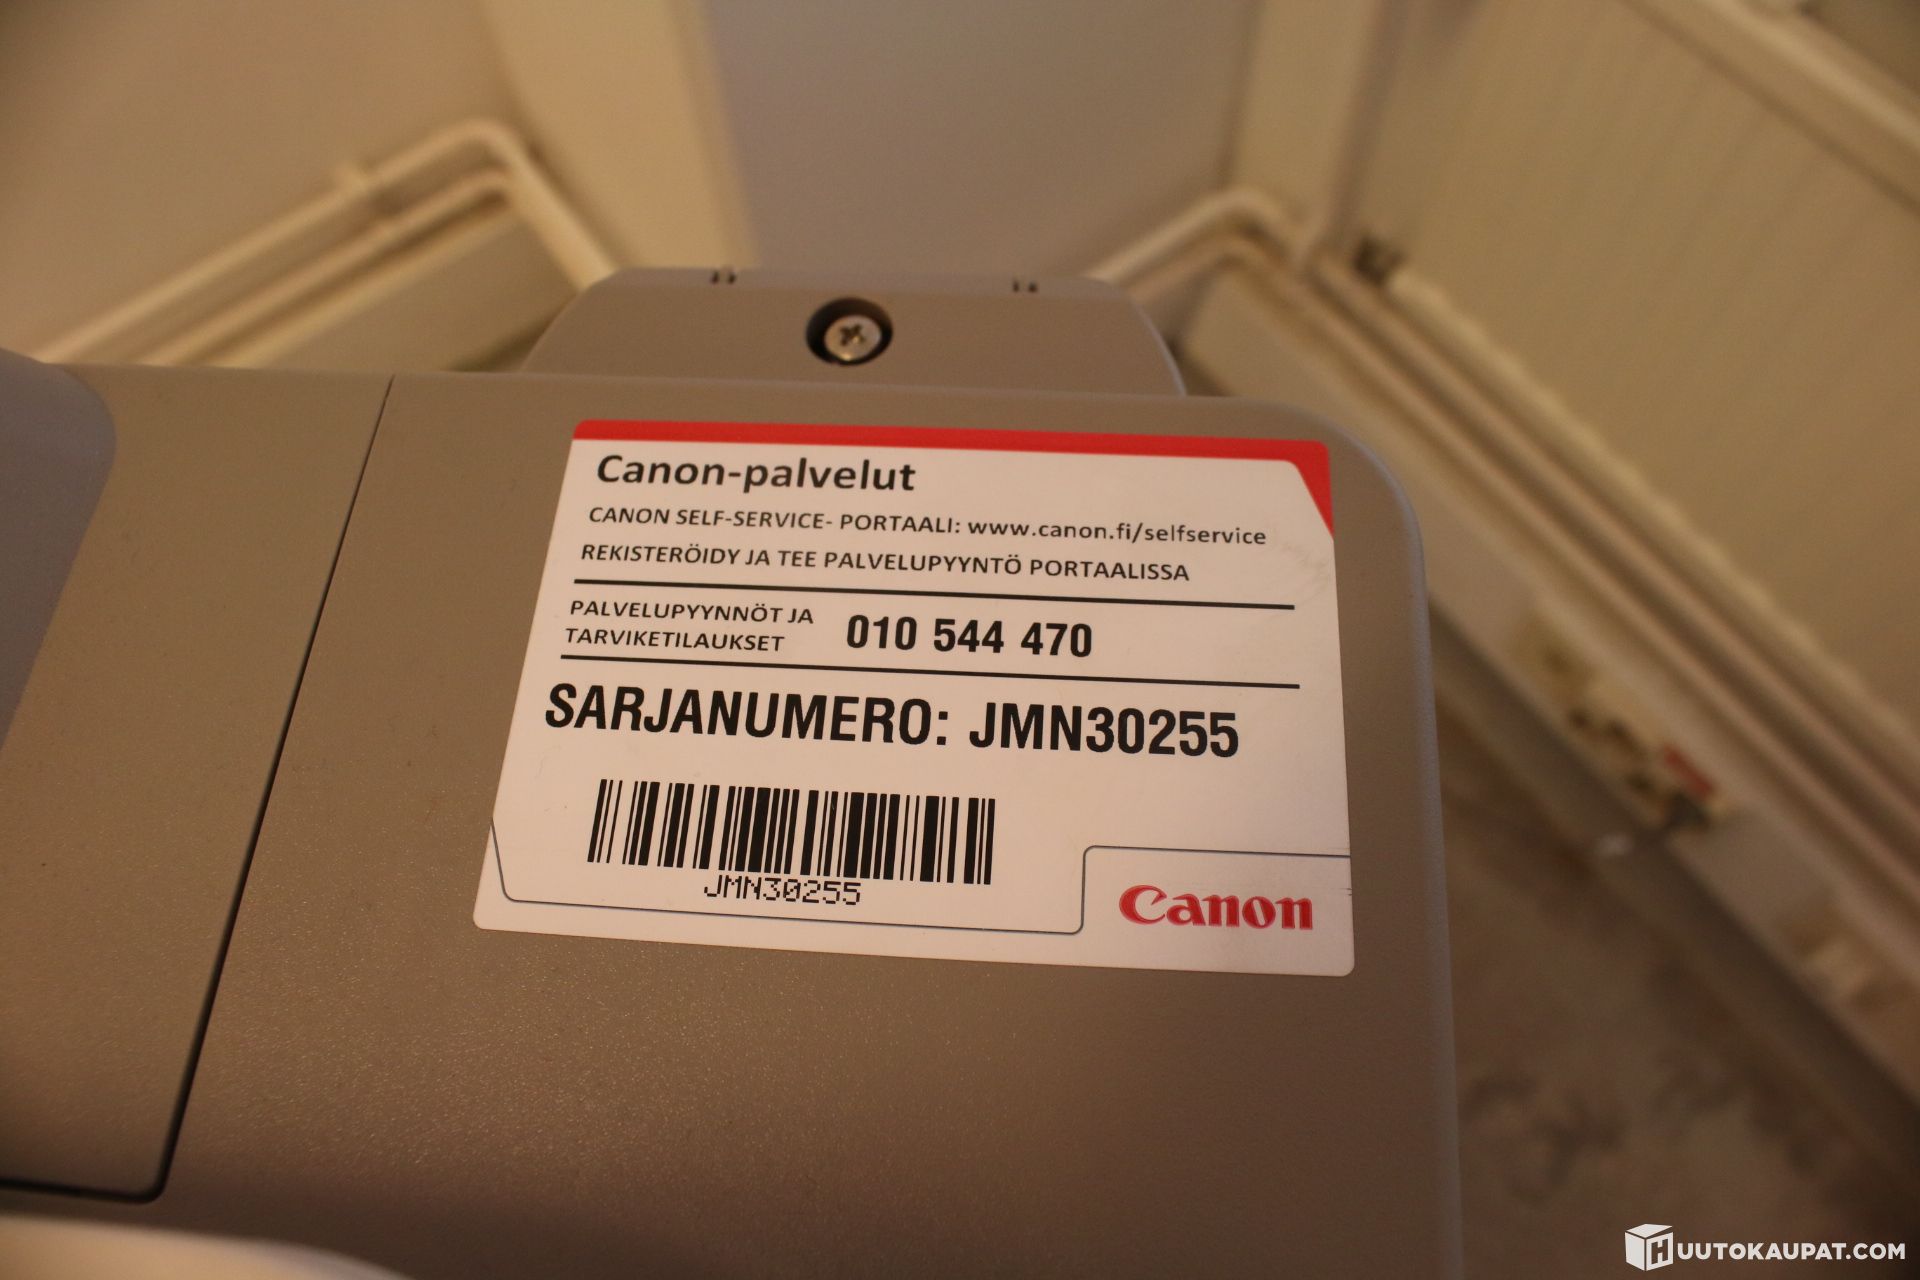 Canon-palvelut
CANON SELF-SERVICE- PORTAALI: www.canon.fi/selfservice
REKISTERÖIDY JA TEE PALVELUPYYNTÖ PORTAALISSA
PALVELUPYYNNÖT JA
TARVIKETILAUKSET
010 544 470
SARJANUMERO: JMN30255
JMN30255
Canon
HUUTOKAUPAT.COM